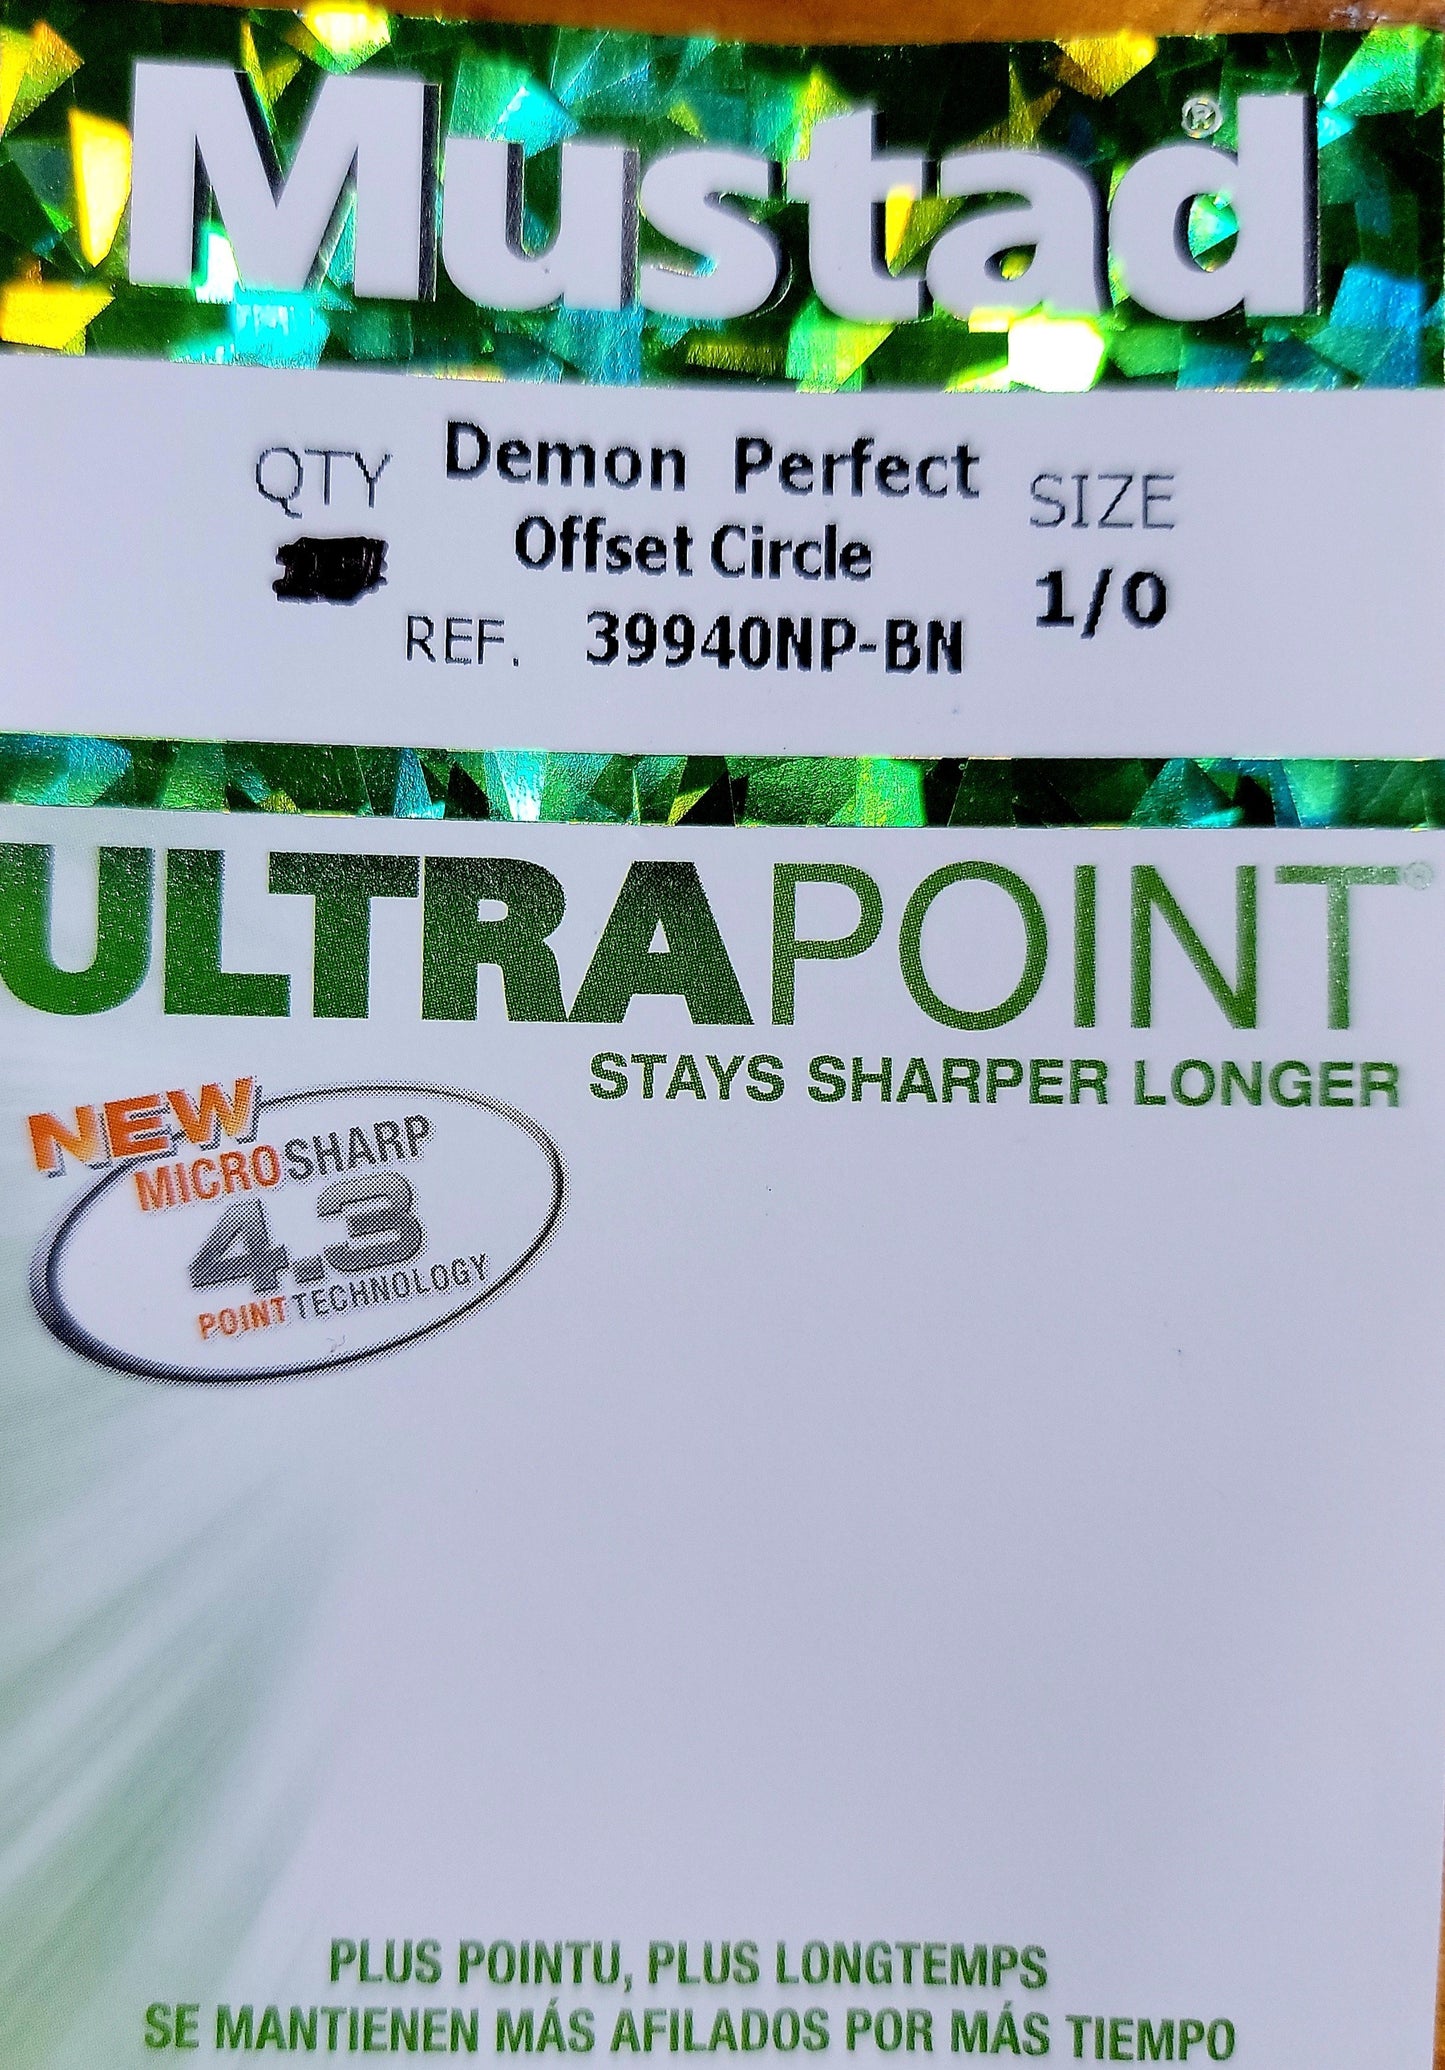 Mustad®
QTY
Demon Perfect
SIZE
Offset Circle
1/0
REF. 39940NP-BN
ULTRAPOINT®
STAYS SHARPER LONGER
NEW
MICROSHARP
4.3
POINT TECHNOLOGY
PLUS POINTU, PLUS LONGTEMPS
SE MANTIENEN MÁS AFILADOS POR MÁS TIEMPO